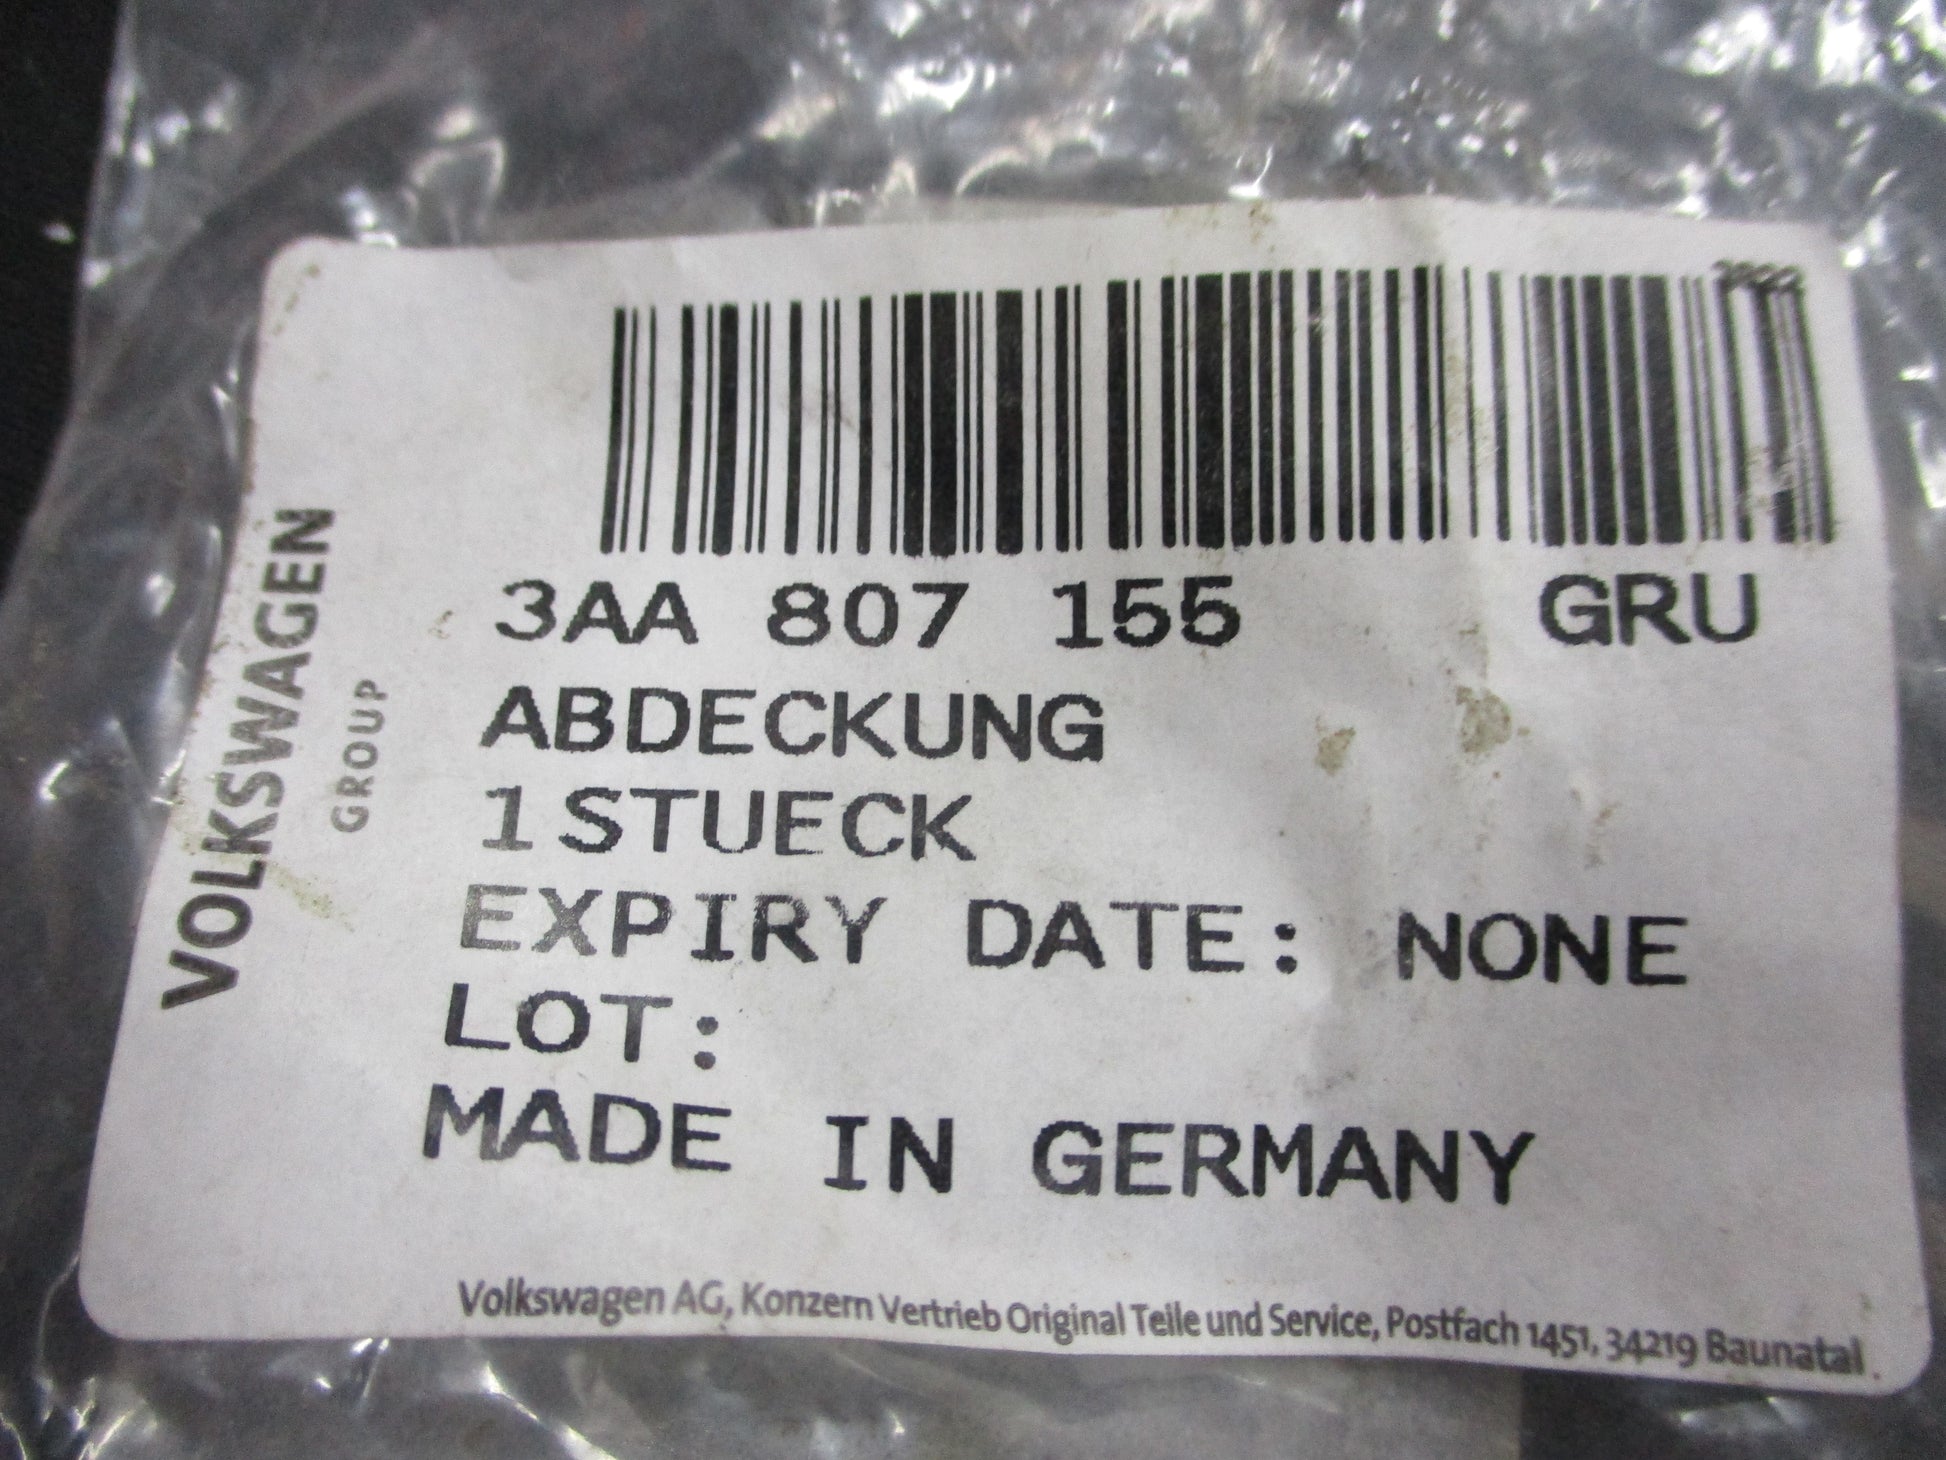 VOLKSWAGEN
GROUP
3AA 807 155 GRU
ABDECKUNG
1STUECK
EXPIRY DATE: NONE
LOT:
MADE IN GERMANY
Volkswagen AG, Konzern Vertrieb Original Teile und Service, Postfach 1451, 34219 Baunatal